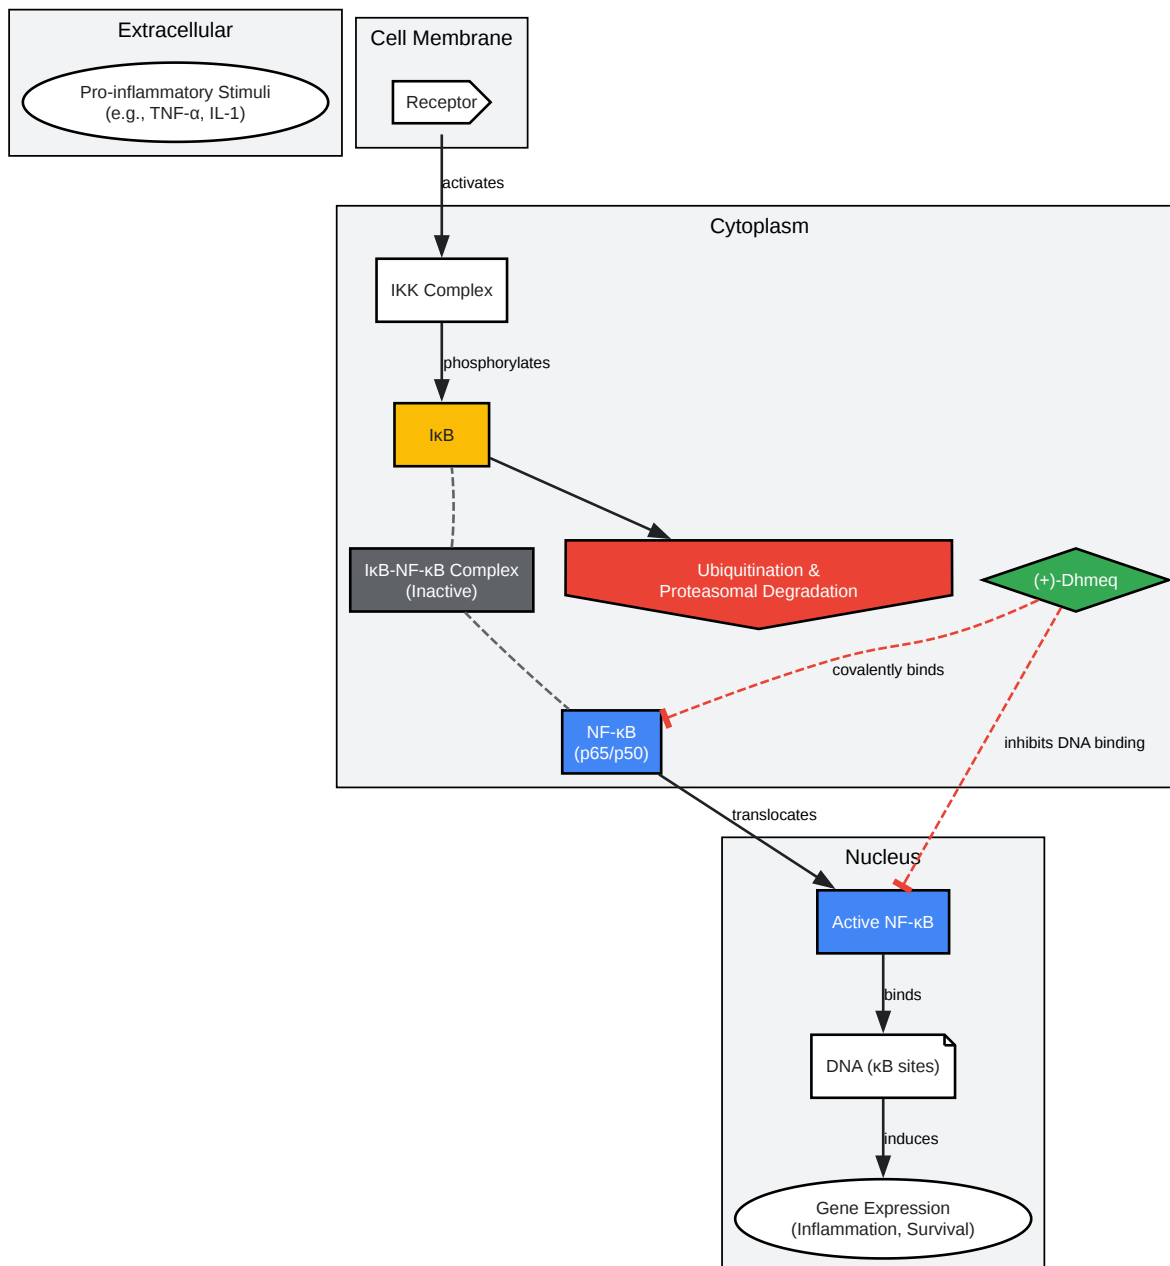 Extracellular
Pro-inflammatory Stimuli
(e.g., TNF-α, IL-1)
Cell Membrane
Receptor
activates
Cytoplasm
IKK Complex
phosphorylates
IκB
IκB-NF-κB Complex
(Inactive)
Ubiquitination &
Proteasomal Degradation
(+)-Dhmeq
covalently binds
NF-κB
(p65/p50)
inhibits DNA binding
translocates
Nucleus
Active NF-κB
binds
DNA (κB sites)
induces
Gene Expression
(Inflammation, Survival)